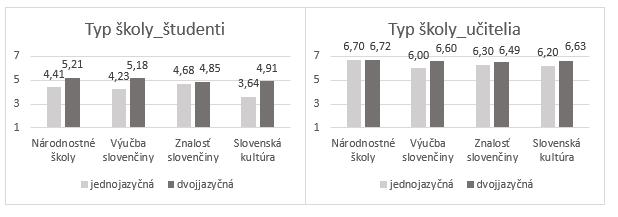 Typ školy_študenti
7
5
3
1
4,41 5,21
4,23 5,18
4,68 4,85
3,64 4,91
Národnostné školy
Výučba slovenčiny
Znalosť slovenčiny
Slovenská kultúra
jednojazyčná dvojjazyčná
Typ školy_učitelia
7
5
3
1
6,70 6,72
6,00 6,60
6,30 6,49
6,20 6,63
Národnostné školy
Výučba slovenčiny
Znalosť slovenčiny
Slovenská kultúra
jednojazyčná dvojjazyčná